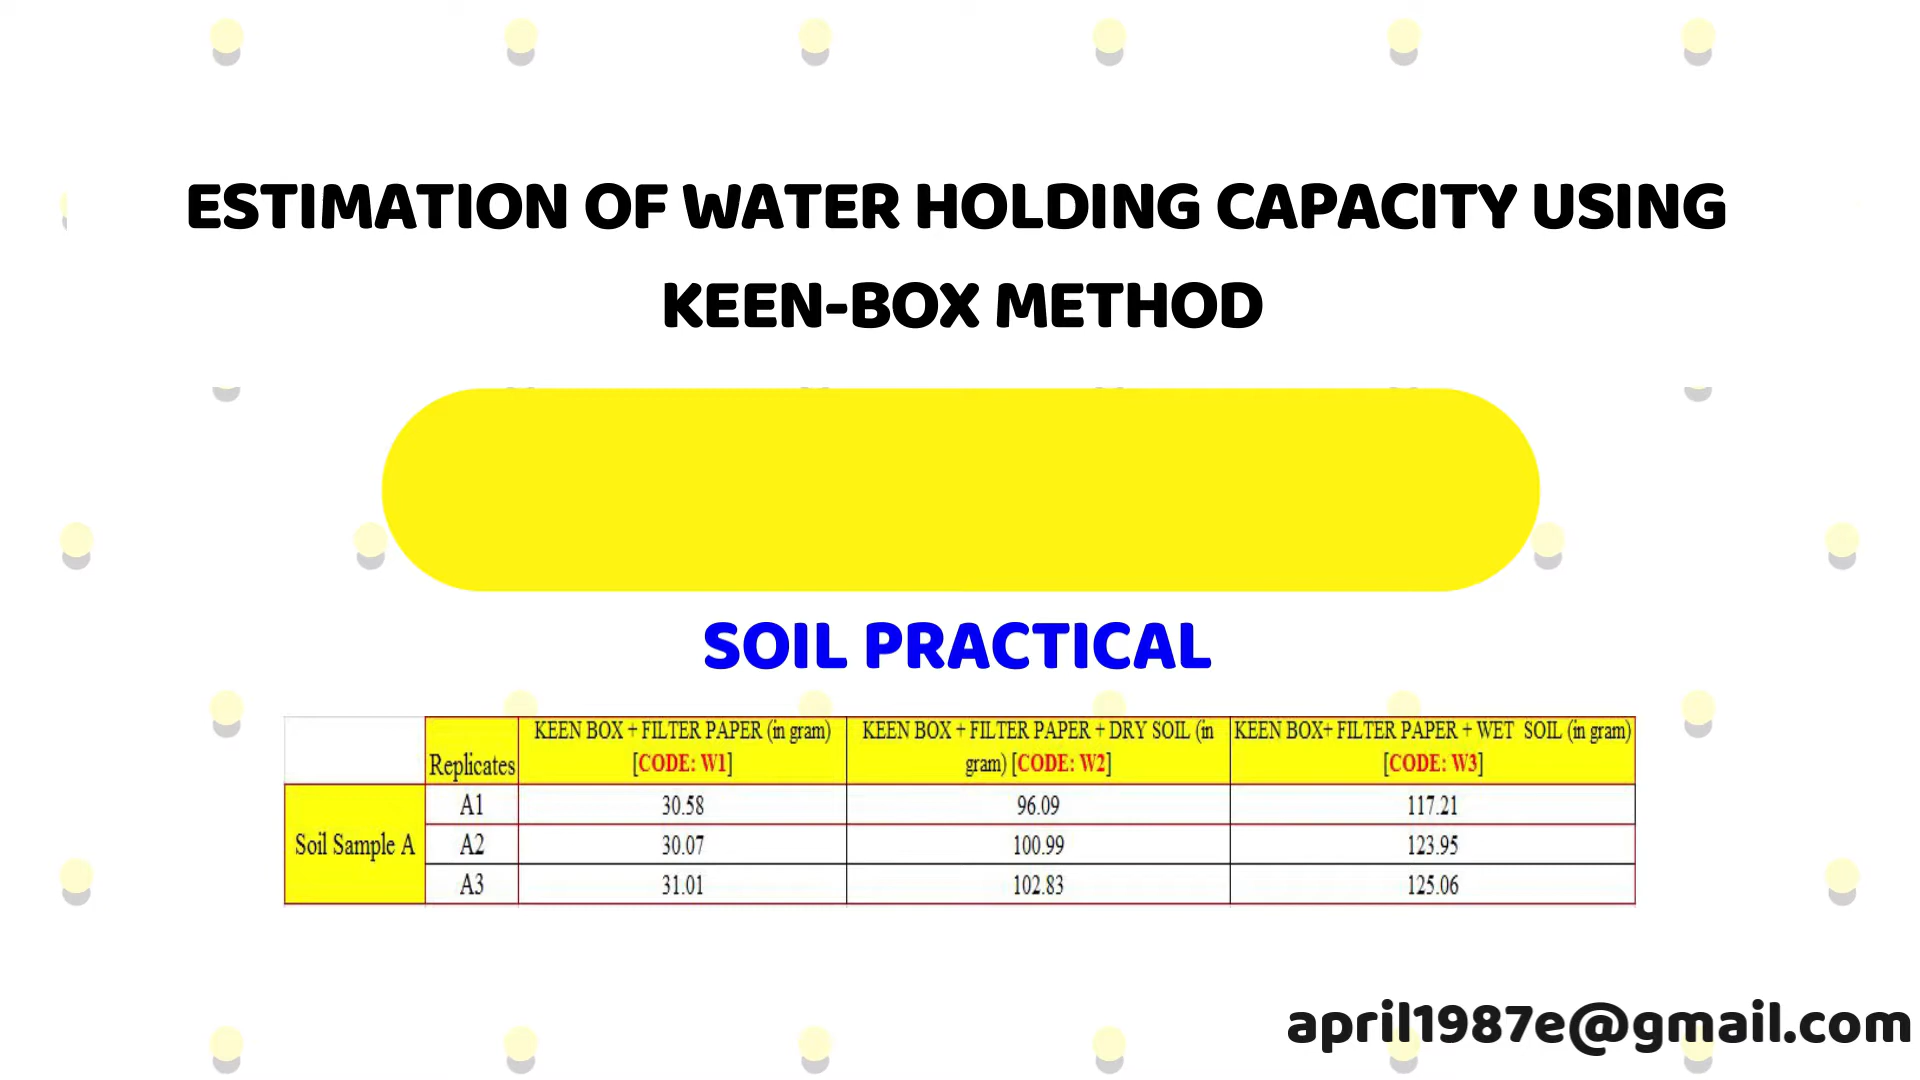 ESTIMATION OF WATER HOLDING CAPACITY USING
KEEN-BOX METHOD
SOIL PRACTICAL
Replicates
KEEN BOX + FILTER PAPER (in gram)
[CODE: W1]
KEEN BOX + FILTER PAPER + DRY SOIL (in
gram) [CODE: W2]
KEEN BOX+ FILTER PAPER + WET SOIL (in gram)
[CODE: W3]
Soil Sample A
A1 30.58 96.09 117.21
A2 30.07 100.99 123.95
A3 31.01 102.83 125.06
april1987e@gmail.com